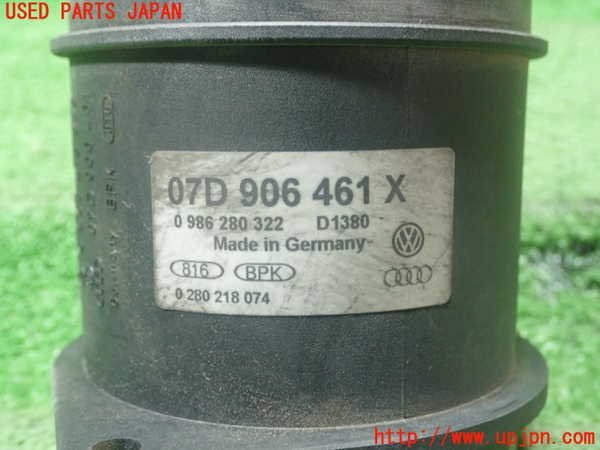 USED PARTS JAPAN
07D 906 461 X
0 986 280 322 D1380
Made in Germany
816 BPK
0 280 218 074
http://www.upjpn.com